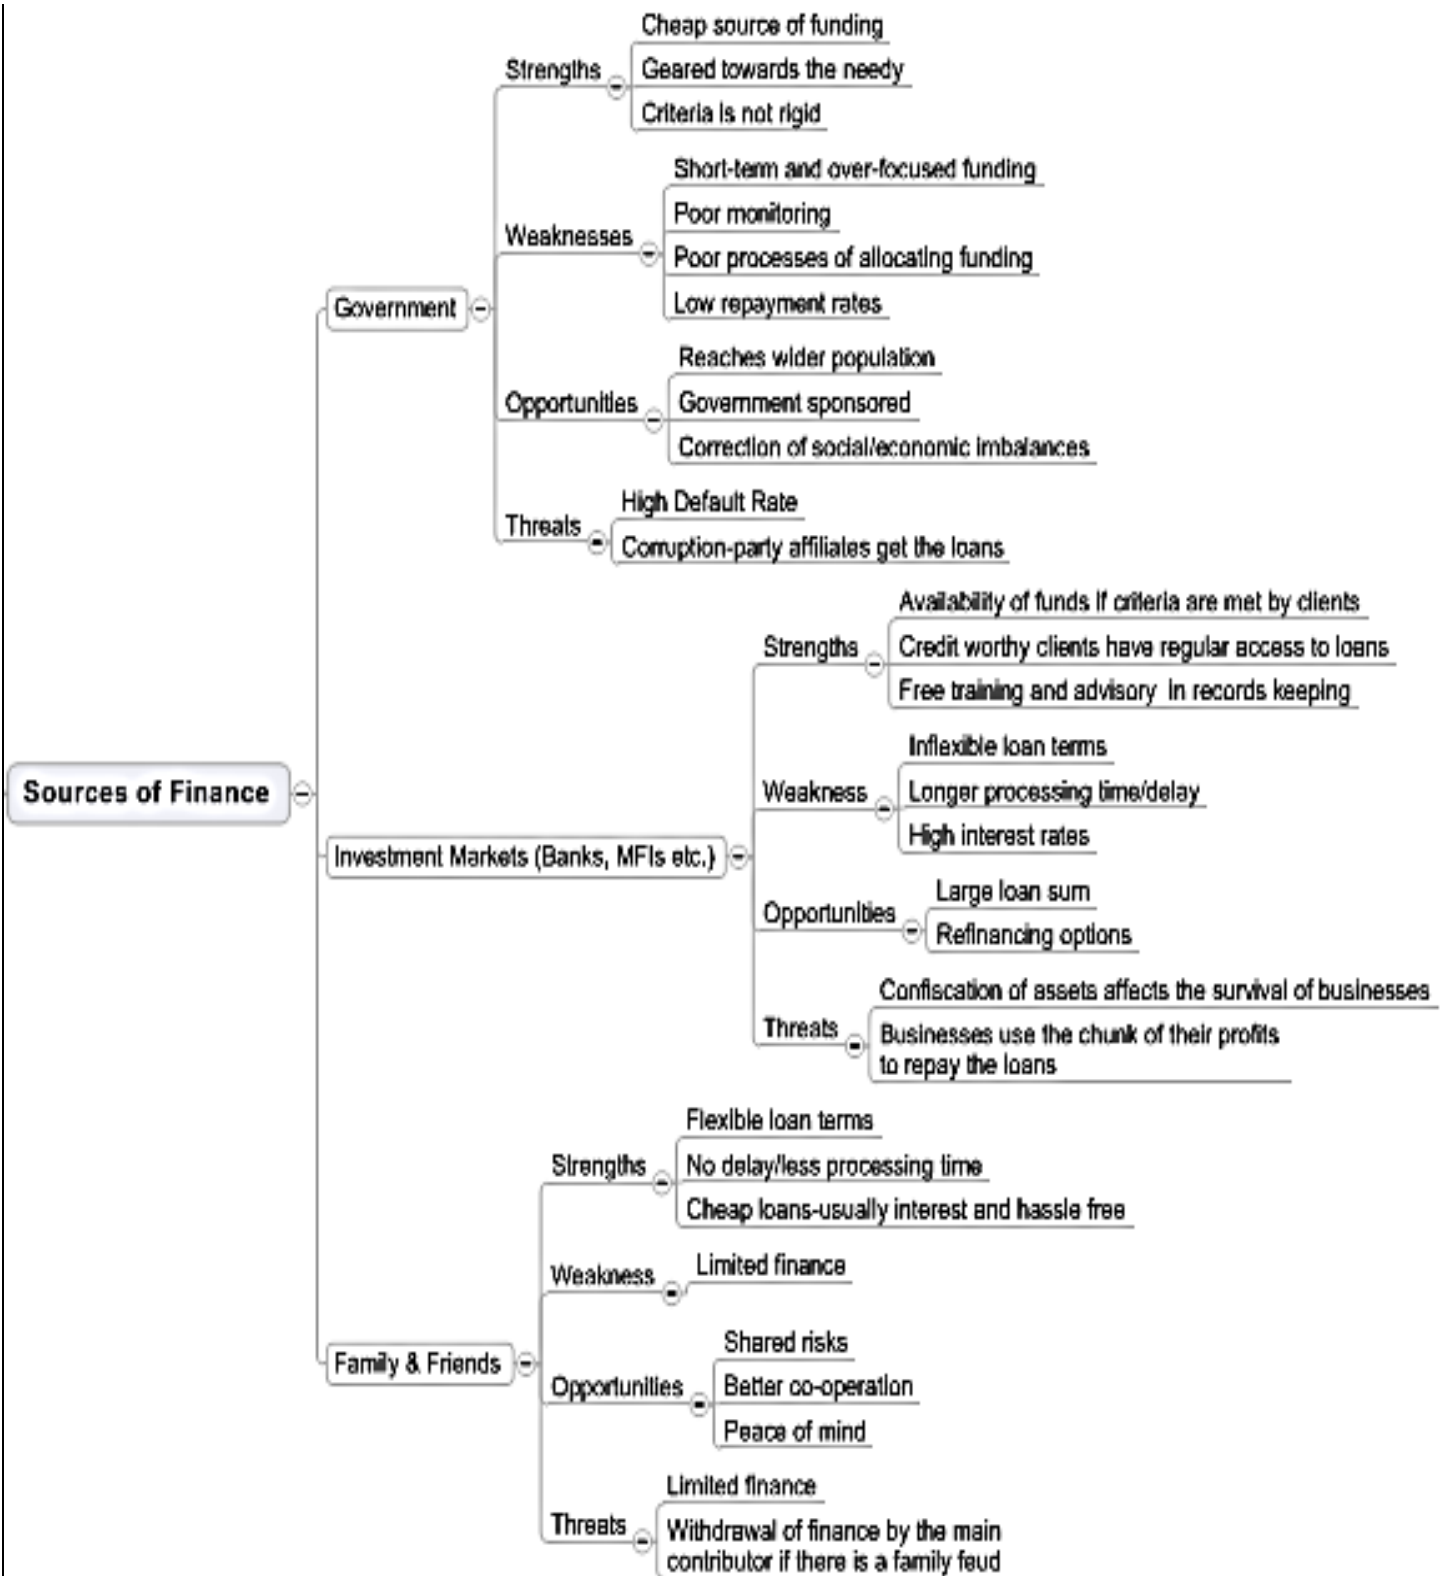 Sources of Finance
Government
Strengths
Cheap source of funding
Geared towards the needy
Criteria is not rigid
Weaknesses
Short-term and over-focused funding
Poor monitoring
Poor processes of allocating funding
Low repayment rates
Opportunities
Reaches wider population
Government sponsored
Correction of social/economic imbalances
Threats
High Default Rate
Corruption-party affiliates get the loans
Investment Markets (Banks, MFIs etc.)
Strengths
Availability of funds if criteria are met by clients
Credit worthy clients have regular access to loans
Free training and advisory in records keeping
Weakness
Inflexible loan terms
Longer processing time/delay
High interest rates
Opportunities
Large loan sum
Refinancing options
Threats
Confiscation of assets affects the survival of businesses
Businesses use the chunk of their profits
to repay the loans
Family & Friends
Strengths
Flexible loan terms
No delay/less processing time
Cheap loans-usually interest and hassle free
Weakness
Limited finance
Opportunities
Shared risks
Better co-operation
Peace of mind
Threats
Limited finance
Withdrawal of finance by the main
contributor if there is a family feud